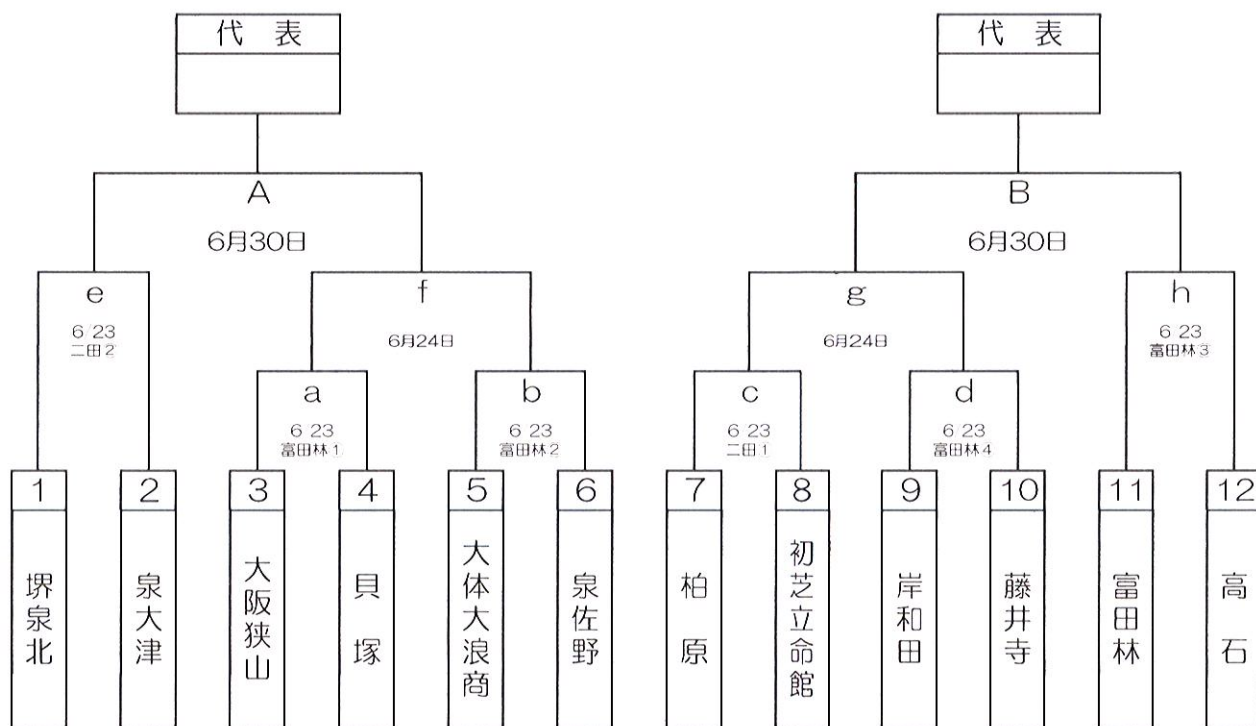 代 表
代 表
A
B
6月30日
6月30日
e
f
g
h
6 23
二田2
6月24日
6月24日
6 23
富田林③
a
b
c
d
6 23
富田林①
6 23
富田林2
6 23
二田①
6 23
富田林4
1
2
3
4
5
6
7
8
9
10
11
12
堺泉北
泉大津
大阪狭山
貝塚
大体大浪商
泉佐野
柏原
初芝立命館
岸和田
藤井寺
富田林
高石